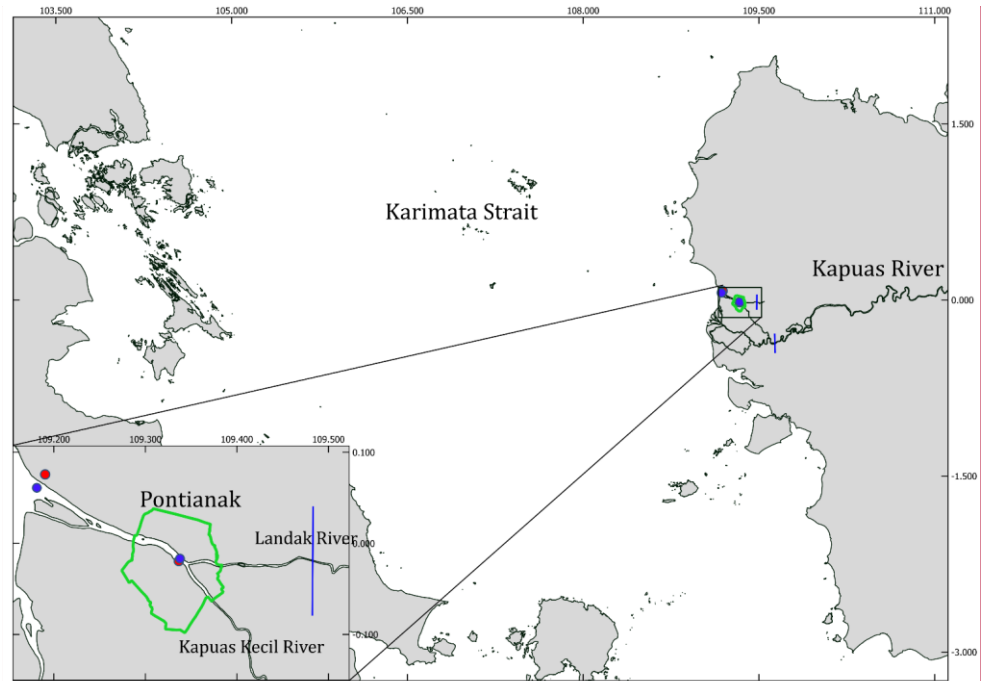 103.500 105.000 106.500 108.000 109.500 111.000
1.500
Karimata Strait
Kapuas River
0.000
-1.500
109.200 109.300 109.400 109.500
0.100
Pontianak
Landak River
0.000
-0.100
Kapuas Kecil River
-3.000